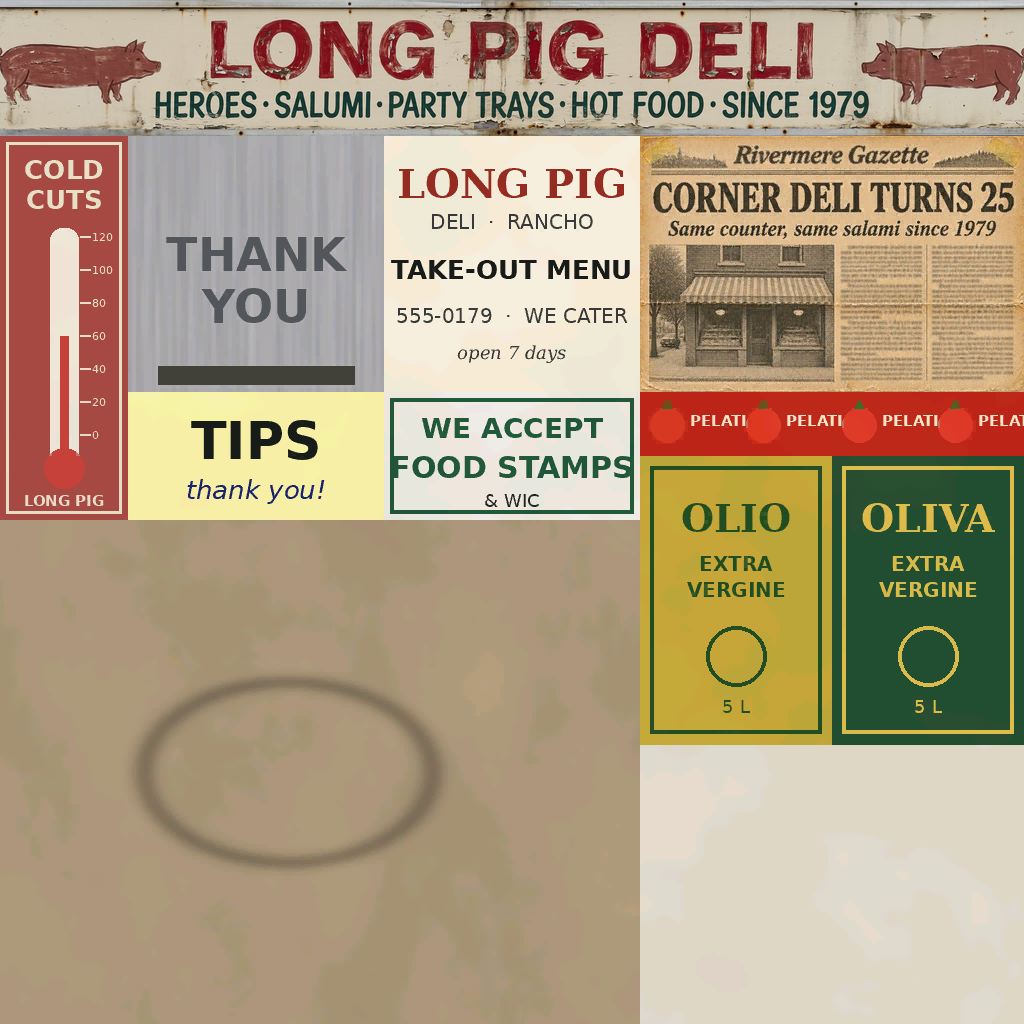 LONG PIG DELI
HEROES · SALUMI · PARTY TRAYS · HOT FOOD · SINCE 1979
COLD
CUTS
120
100
80
60
40
20
0
LONG PIG
THANK
YOU
LONG PIG
DELI · RANCHO
TAKE-OUT MENU
555-0179 · WE CATER
open 7 days
Rivermere Gazette
CORNER DELI TURNS 25
Same counter, same salami since 1979
TIPS
thank you!
WE ACCEPT
FOOD STAMPS
& WIC
PELATI PELATI PELATI PELATI
OLIO
EXTRA
VERGINE
5 L
OLIVA
EXTRA
VERGINE
5 L